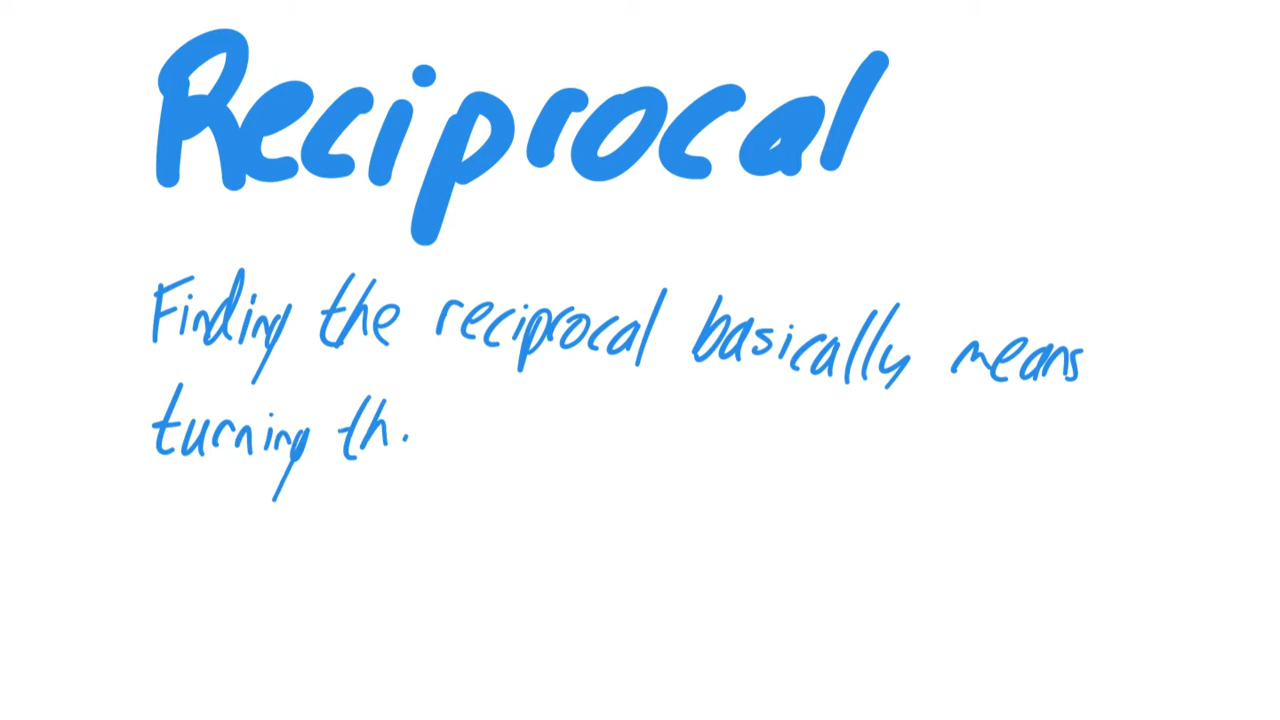 Reciprocal
Finding the reciprocal basically means
turning th.